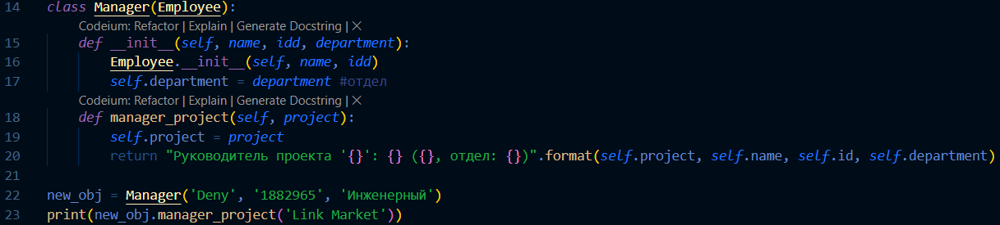 14 class Manager(Employee):
Codeium: Refactor | Explain | Generate Docstring | ×
15 def __init__(self, name, idd, department):
16 Employee.__init__(self, name, idd)
17 self.department = department #отдел
Codeium: Refactor | Explain | Generate Docstring | ×
18 def manager_project(self, project):
19 self.project = project
20 return "Руководитель проекта '{}': {} ({}, отдел: {})".format(self.project, self.name, self.id, self.department)
21
22 new_obj = Manager('Deny', '1882965', 'Инженерный')
23 print(new_obj.manager_project('Link Market'))